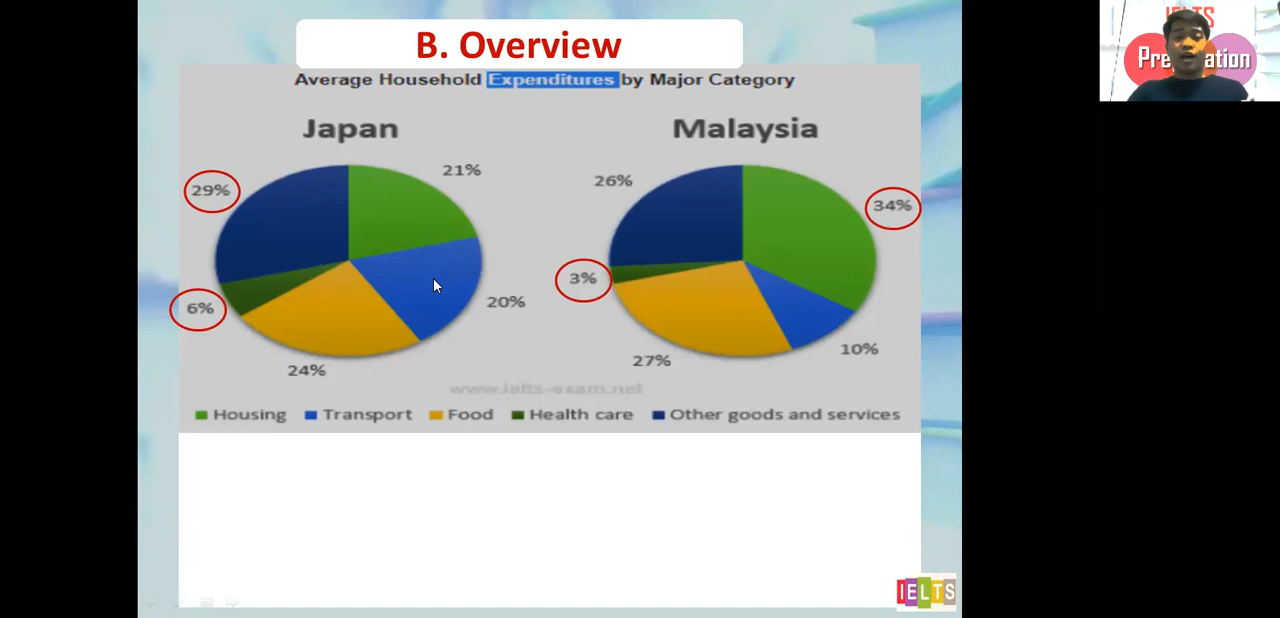 B. Overview
Average Household Expenditures by Major Category
Japan
Malaysia
21%
20%
24%
6%
29%
34%
10%
27%
3%
26%
www.ielts-exam.net
Housing Transport Food Health care Other goods and services
IELTS
IELTS